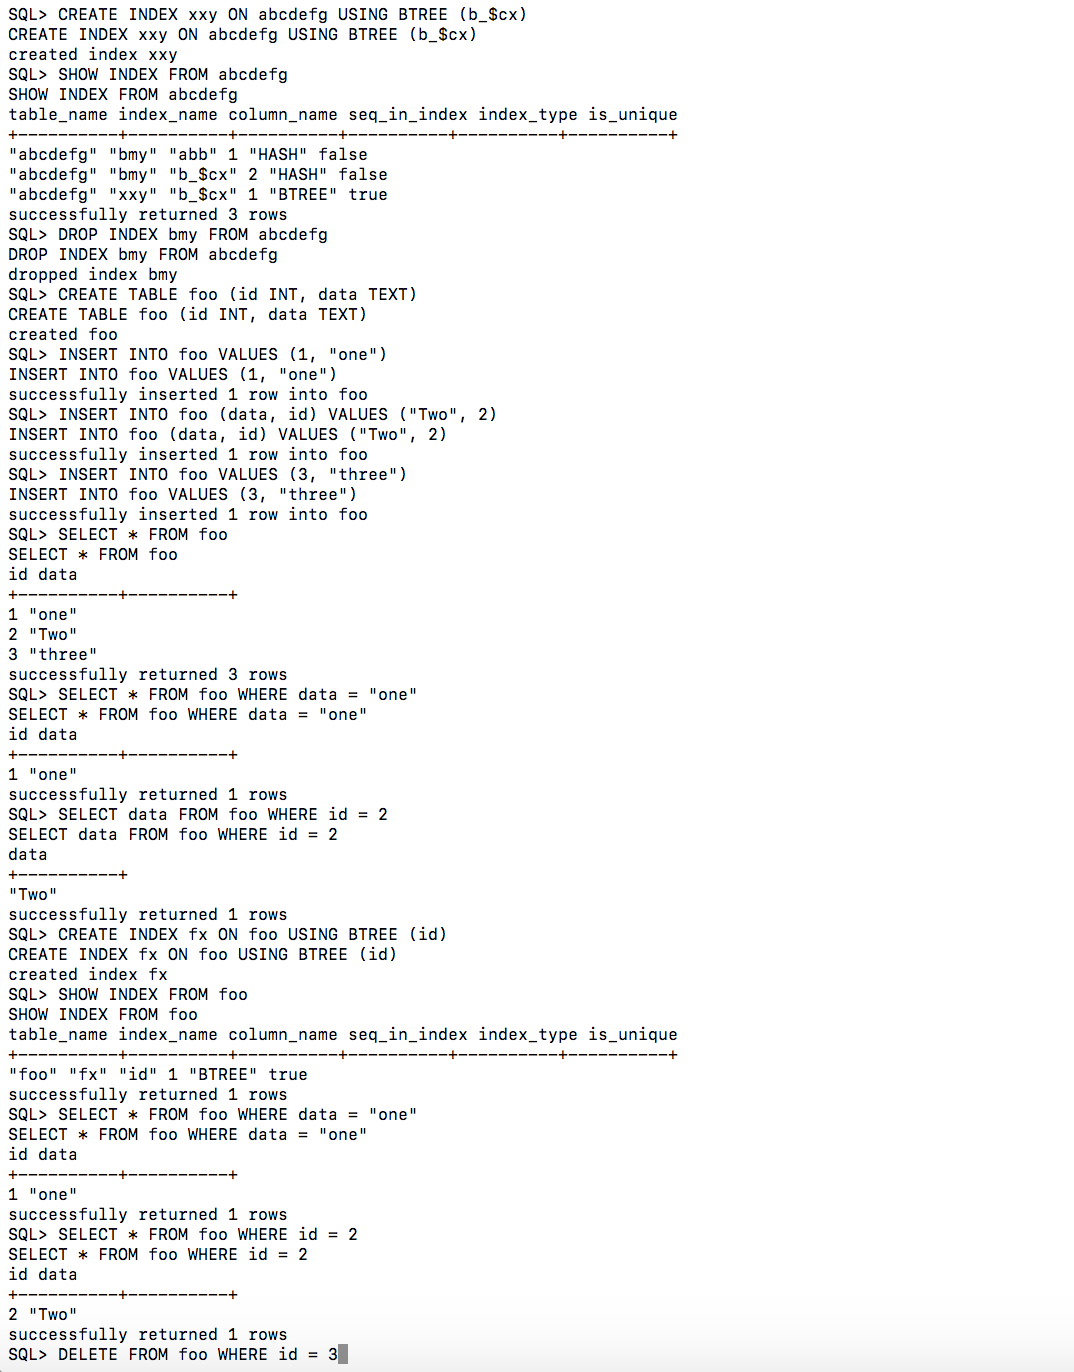 SQL> CREATE INDEX xxy ON abcdefg USING BTREE (b_$cx)
CREATE INDEX xxy ON abcdefg USING BTREE (b_$cx)
created index xxy
SQL> SHOW INDEX FROM abcdefg
SHOW INDEX FROM abcdefg
table_name index_name column_name seq_in_index index_type is_unique
+----------+----------+----------+----------+----------+----------+
"abcdefg" "bmy" "abb" 1 "HASH" false
"abcdefg" "bmy" "b_$cx" 2 "HASH" false
"abcdefg" "xxy" "b_$cx" 1 "BTREE" true
successfully returned 3 rows
SQL> DROP INDEX bmy FROM abcdefg
DROP INDEX bmy FROM abcdefg
dropped index bmy
SQL> CREATE TABLE foo (id INT, data TEXT)
CREATE TABLE foo (id INT, data TEXT)
created foo
SQL> INSERT INTO foo VALUES (1, "one")
INSERT INTO foo VALUES (1, "one")
successfully inserted 1 row into foo
SQL> INSERT INTO foo (data, id) VALUES ("Two", 2)
INSERT INTO foo (data, id) VALUES ("Two", 2)
successfully inserted 1 row into foo
SQL> INSERT INTO foo VALUES (3, "three")
INSERT INTO foo VALUES (3, "three")
successfully inserted 1 row into foo
SQL> SELECT * FROM foo
SELECT * FROM foo
id data
+----------+----------+
1 "one"
2 "Two"
3 "three"
successfully returned 3 rows
SQL> SELECT * FROM foo WHERE data = "one"
SELECT * FROM foo WHERE data = "one"
id data
+----------+----------+
1 "one"
successfully returned 1 rows
SQL> SELECT data FROM foo WHERE id = 2
SELECT data FROM foo WHERE id = 2
data
+----------+
"Two"
successfully returned 1 rows
SQL> CREATE INDEX fx ON foo USING BTREE (id)
CREATE INDEX fx ON foo USING BTREE (id)
created index fx
SQL> SHOW INDEX FROM foo
SHOW INDEX FROM foo
table_name index_name column_name seq_in_index index_type is_unique
+----------+----------+----------+----------+----------+----------+
"foo" "fx" "id" 1 "BTREE" true
successfully returned 1 rows
SQL> SELECT * FROM foo WHERE data = "one"
SELECT * FROM foo WHERE data = "one"
id data
+----------+----------+
1 "one"
successfully returned 1 rows
SQL> SELECT * FROM foo WHERE id = 2
SELECT * FROM foo WHERE id = 2
id data
+----------+----------+
2 "Two"
successfully returned 1 rows
SQL> DELETE FROM foo WHERE id = 3